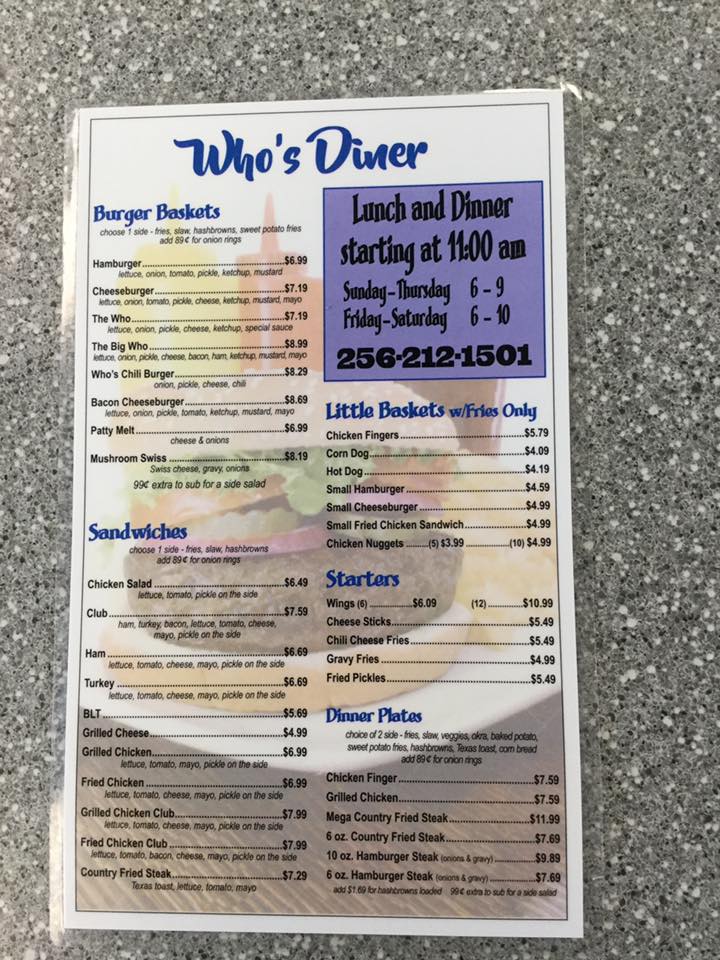 Who's Diner
Burger Baskets
choose 1 side - fries, slaw, hashbrowns, sweet potato fries
add 89¢ for onion rings
Hamburger..........$6.99
lettuce, onion, tomato, pickle, ketchup, mustard
Cheeseburger..........$7.19
lettuce, onion, tomato, pickle, cheese, ketchup, mustard, mayo
The Who..........$7.19
lettuce, onion, pickle, cheese, ketchup, special sauce
The Big Who..........$8.99
lettuce, onion, pickle, cheese, bacon, ham, ketchup, mustard, mayo
Who's Chili Burger..........$8.29
onion, pickle, cheese, chili
Bacon Cheeseburger..........$8.69
lettuce, onion, pickle, tomato, ketchup, mustard, mayo
Patty Melt..........$6.99
cheese & onions
Mushroom Swiss..........$8.19
Swiss cheese, gravy, onions
99¢ extra to sub for a side salad
Sandwiches
choose 1 side - fries, slaw, hashbrowns
add 89¢ for onion rings
Chicken Salad..........$6.49
lettuce, tomato, pickle on the side
Club..........$7.59
ham, turkey, bacon, lettuce, tomato, cheese,
mayo, pickle on the side
Ham..........$6.69
lettuce, tomato, cheese, mayo, pickle on the side
Turkey..........$6.69
lettuce, tomato, cheese, mayo, pickle on the side
BLT..........$5.69
Grilled Cheese..........$4.99
Grilled Chicken..........$6.99
lettuce, tomato, mayo, pickle on the side
Fried Chicken..........$6.99
lettuce, tomato, cheese, mayo, pickle on the side
Grilled Chicken Club..........$7.99
lettuce, tomato, cheese, mayo, pickle on the side
Fried Chicken Club..........$7.99
lettuce, tomato, bacon, cheese, mayo, pickle on the side
Country Fried Steak..........$7.29
Texas toast, lettuce, tomato, mayo
Lunch and Dinner
starting at 11:00 am
Sunday-Thursday 6 - 9
Friday-Saturday 6 - 10
256-212-1501
Little Baskets w/Fries Only
Chicken Fingers..........$5.79
Corn Dog..........$4.09
Hot Dog..........$4.19
Small Hamburger..........$4.59
Small Cheeseburger..........$4.99
Small Fried Chicken Sandwich..........$4.99
Chicken Nuggets..........(5) $3.99..........(10) $4.99
Starters
Wings (6)..........$6.09 (12)..........$10.99
Cheese Sticks..........$5.49
Chili Cheese Fries..........$5.49
Gravy Fries..........$4.99
Fried Pickles..........$5.49
Dinner Plates
choice of 2 side - fries, slaw, veggies, okra, baked potato,
sweet potato fries, hashbrowns, Texas toast, corn bread
add 89¢ for onion rings
Chicken Finger..........$7.59
Grilled Chicken..........$7.59
Mega Country Fried Steak..........$11.99
6 oz. Country Fried Steak..........$7.69
10 oz. Hamburger Steak (onions & gravy)..........$9.89
6 oz. Hamburger Steak (onions & gravy)..........$7.69
add $1.69 for hashbrowns loaded 99¢ extra to sub for a side salad